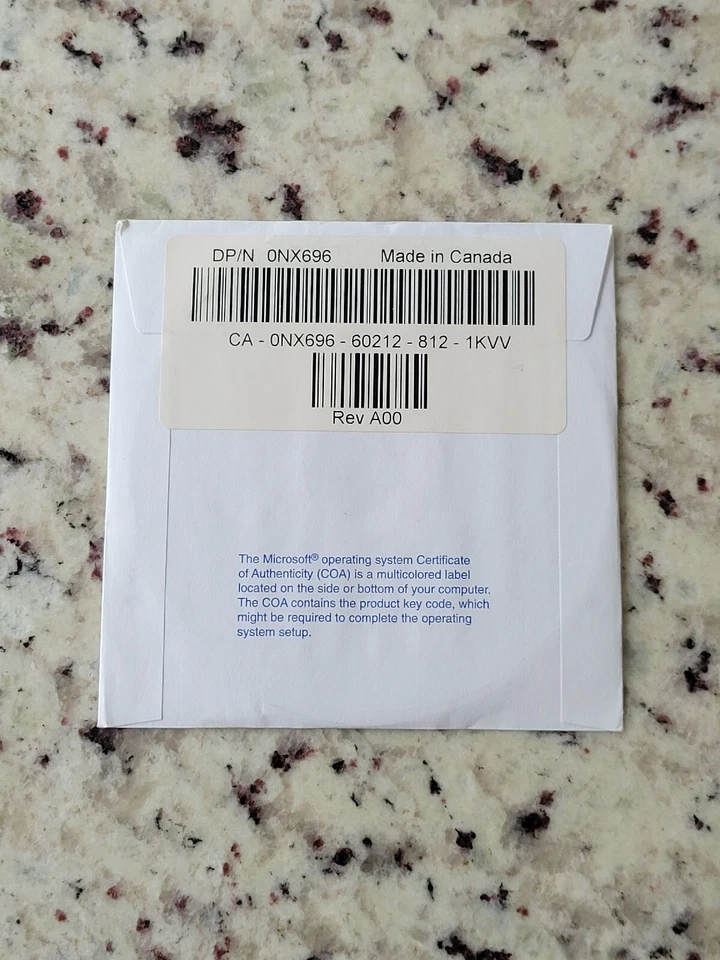 DP/N 0NX696 Made in Canada
CA - 0NX696 - 60212 - 812 - 1KVV
Rev A00
The Microsoft® operating system Certificate
of Authenticity (COA) is a multicolored label
located on the side or bottom of your computer.
The COA contains the product key code, which
might be required to complete the operating
system setup.